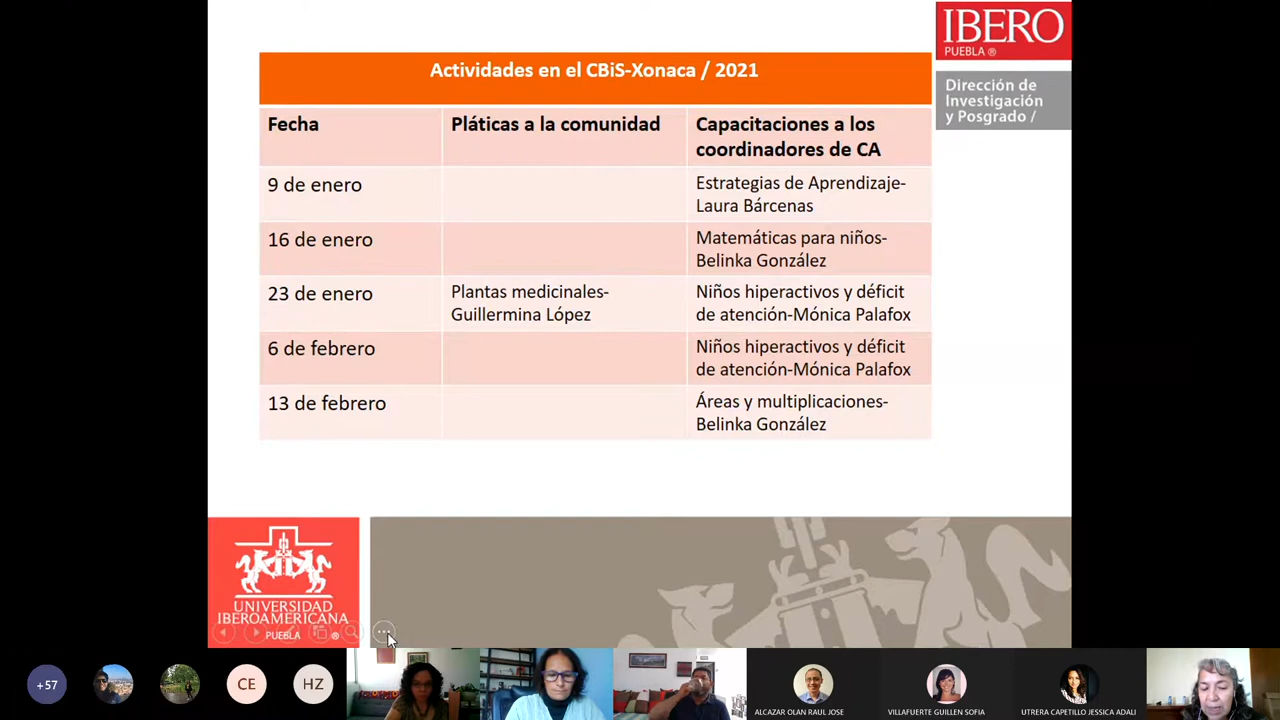 IBERO
PUEBLA ®
Dirección de
Investigación
y Posgrado /
Actividades en el CBiS-Xonaca / 2021
Fecha
Pláticas a la comunidad
Capacitaciones a los
coordinadores de CA
9 de enero
Estrategias de Aprendizaje-
Laura Bárcenas
16 de enero
Matemáticas para niños-
Belinka González
23 de enero
Plantas medicinales-
Guillermina López
Niños hiperactivos y déficit
de atención-Mónica Palafox
6 de febrero
Niños hiperactivos y déficit
de atención-Mónica Palafox
13 de febrero
Áreas y multiplicaciones-
Belinka González
UNIVERSIDAD
IBEROAMERICANA
PUEBLA ®
+57
CE
HZ
ALCAZAR OLAN RAUL JOSE
VILLAFUERTE GUILLEN SOFIA
UTRERA CAPETILLO JESSICA ADALI